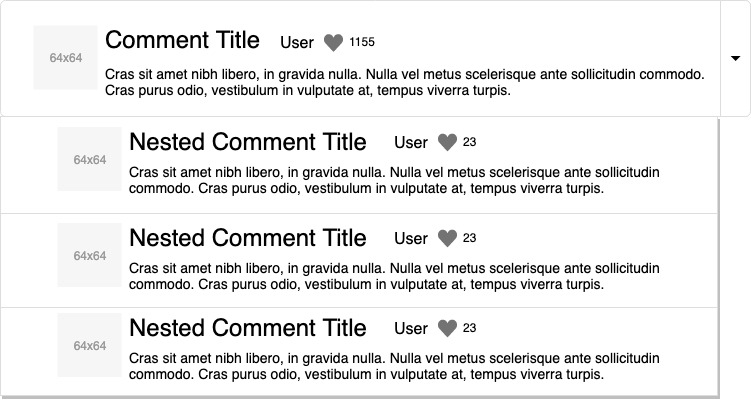 64x64
Comment Title User 1155
Cras sit amet nibh libero, in gravida nulla. Nulla vel metus scelerisque ante sollicitudin commodo.
Cras purus odio, vestibulum in vulputate at, tempus viverra turpis.
64x64
Nested Comment Title User 23
Cras sit amet nibh libero, in gravida nulla. Nulla vel metus scelerisque ante sollicitudin
commodo. Cras purus odio, vestibulum in vulputate at, tempus viverra turpis.
64x64
Nested Comment Title User 23
Cras sit amet nibh libero, in gravida nulla. Nulla vel metus scelerisque ante sollicitudin
commodo. Cras purus odio, vestibulum in vulputate at, tempus viverra turpis.
64x64
Nested Comment Title User 23
Cras sit amet nibh libero, in gravida nulla. Nulla vel metus scelerisque ante sollicitudin
commodo. Cras purus odio, vestibulum in vulputate at, tempus viverra turpis.